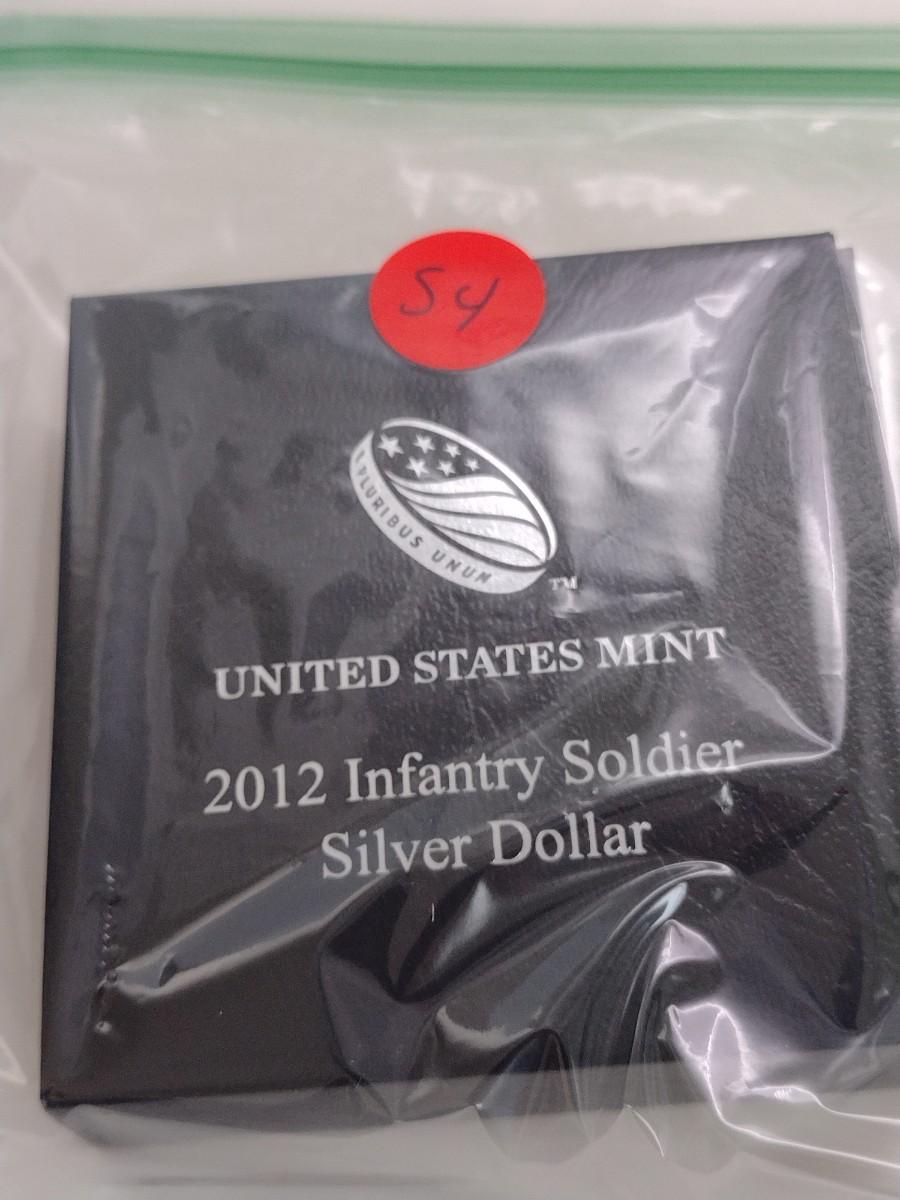 54
E PLURIBUS UNUM
TM
UNITED STATES MINT
2012 Infantry Soldier
Silver Dollar